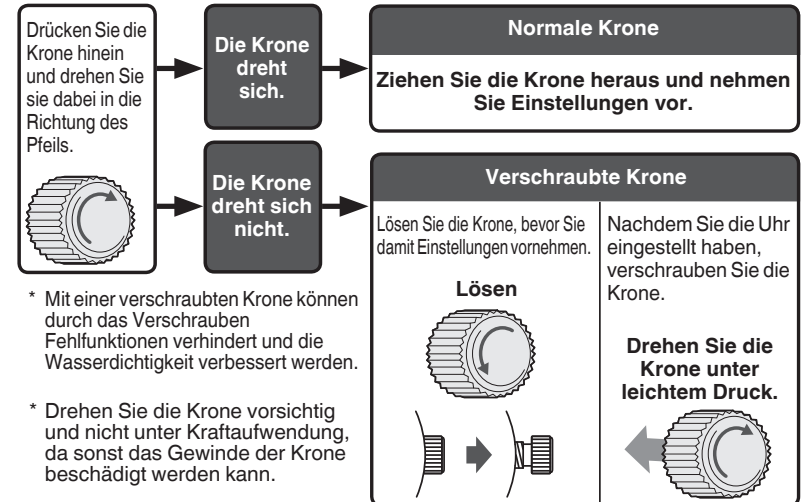 Drücken Sie die
Krone hinein
und drehen Sie
sie dabei in die
Richtung des
Pfeils.
Die Krone
dreht
sich.
Normale Krone
Ziehen Sie die Krone heraus und nehmen
Sie Einstellungen vor.
Die Krone
dreht sich
nicht.
Verschraubte Krone
Lösen Sie die Krone, bevor Sie
damit Einstellungen vornehmen.
Lösen
Nachdem Sie die Uhr
eingestellt haben,
verschrauben Sie die
Krone.
Drehen Sie die
Krone unter
leichtem Druck.
* Mit einer verschraubten Krone können
durch das Verschrauben
Fehlfunktionen verhindert und die
Wasserdichtigkeit verbessert werden.
* Drehen Sie die Krone vorsichtig
und nicht unter Kraftaufwendung,
da sonst das Gewinde der Krone
beschädigt werden kann.